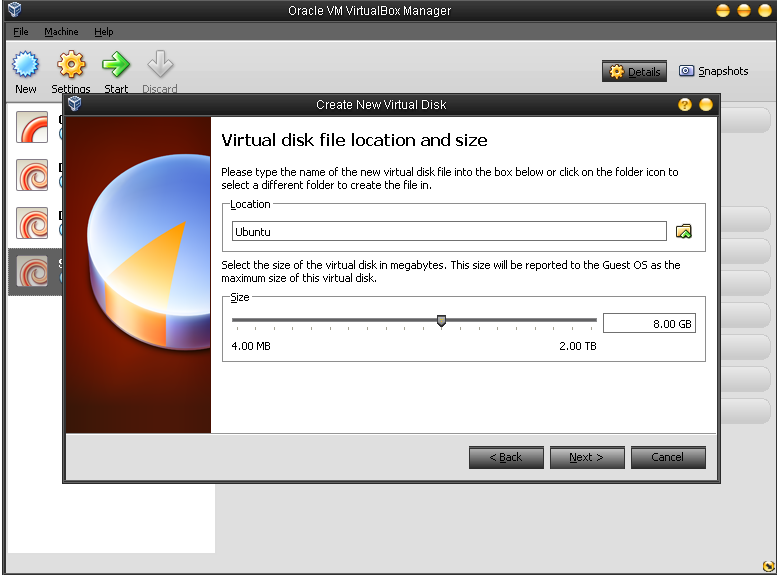 Oracle VM VirtualBox Manager
File Machine Help
New Settings Start Discard
Details Snapshots
Create New Virtual Disk
Virtual disk file location and size
Please type the name of the new virtual disk file into the box below or click on the folder icon to
select a different folder to create the file in.
Location
Ubuntu
Select the size of the virtual disk in megabytes. This size will be reported to the Guest OS as the
maximum size of this virtual disk.
Size
8.00 GB
4.00 MB 2.00 TB
< Back Next > Cancel